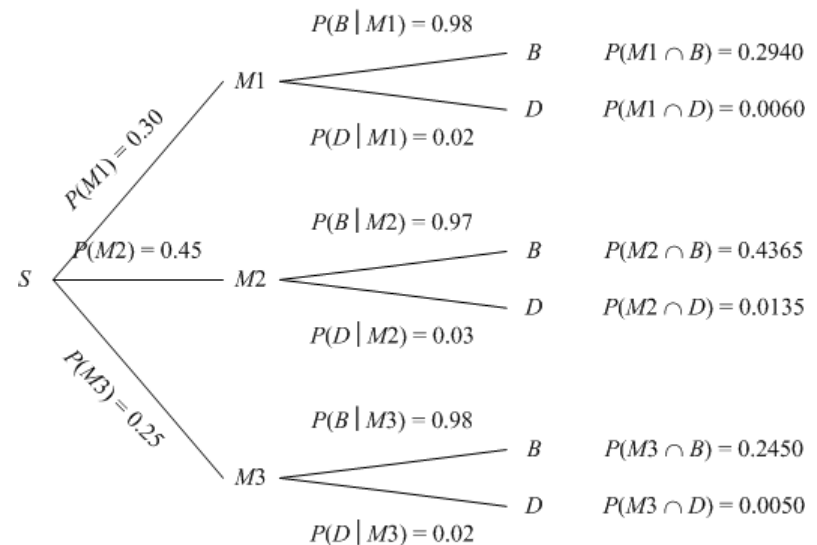 P(B | M1) = 0.98
B P(M1 ∩ B) = 0.2940
M1
P(M1) = 0.30
D P(M1 ∩ D) = 0.0060
P(D | M1) = 0.02
P(B | M2) = 0.97
P(M2) = 0.45
B P(M2 ∩ B) = 0.4365
S M2
D P(M2 ∩ D) = 0.0135
P(D | M2) = 0.03
P(M3) = 0.25
P(B | M3) = 0.98
B P(M3 ∩ B) = 0.2450
M3
D P(M3 ∩ D) = 0.0050
P(D | M3) = 0.02